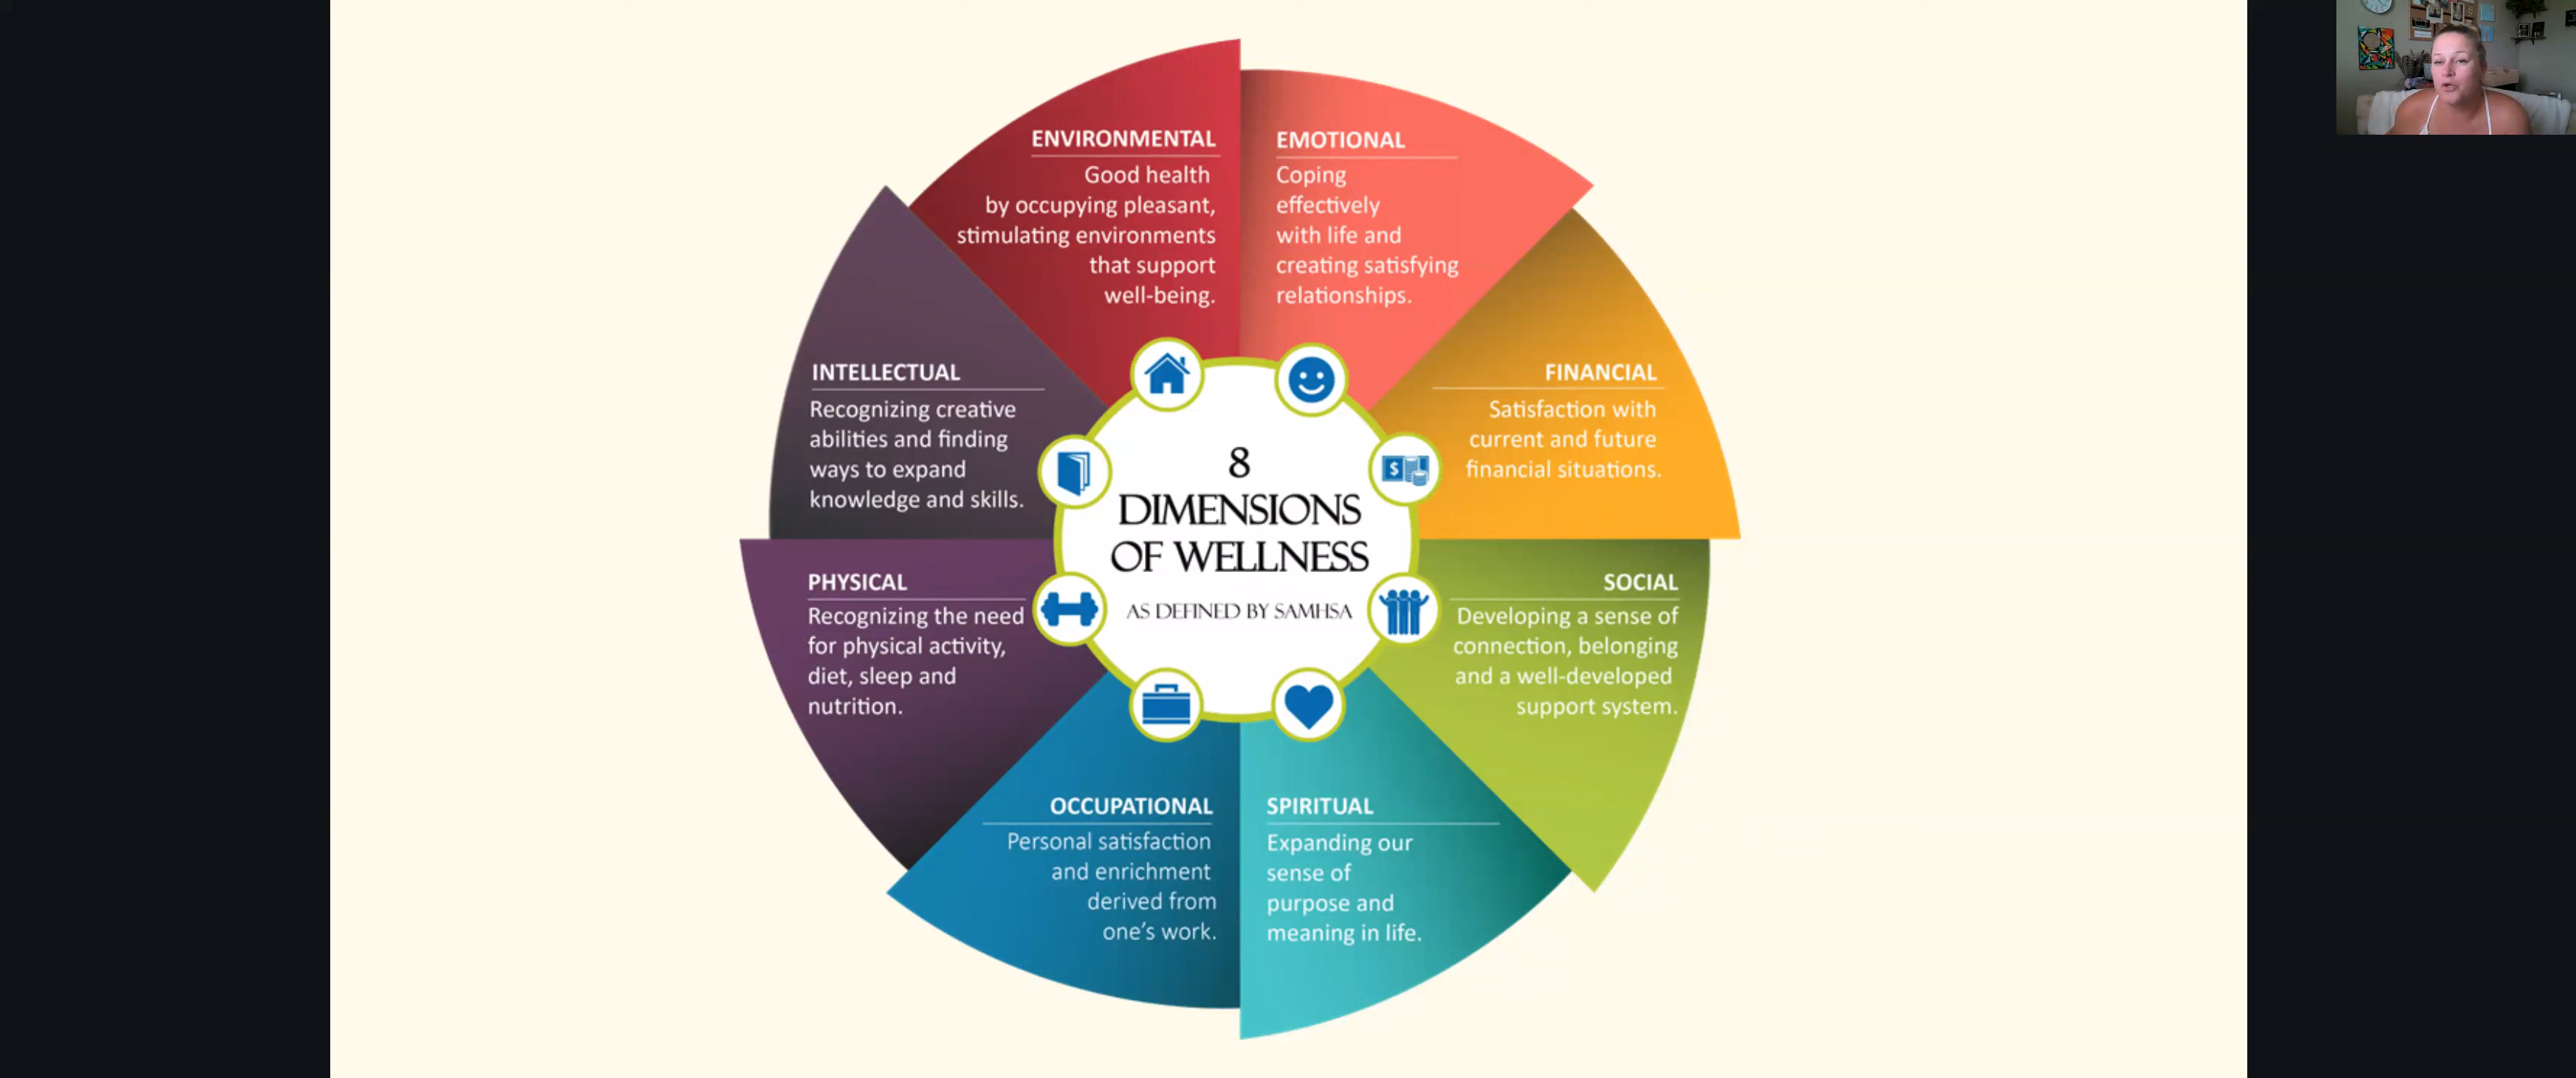 ENVIRONMENTAL
Good health
by occupying pleasant,
stimulating environments
that support
well-being.
EMOTIONAL
Coping
effectively
with life and
creating satisfying
relationships.
FINANCIAL
Satisfaction with
current and future
financial situations.
SOCIAL
Developing a sense of
connection, belonging
and a well-developed
support system.
SPIRITUAL
Expanding our
sense of
purpose and
meaning in life.
OCCUPATIONAL
Personal satisfaction
and enrichment
derived from
one's work.
PHYSICAL
Recognizing the need
for physical activity,
diet, sleep and
nutrition.
INTELLECTUAL
Recognizing creative
abilities and finding
ways to expand
knowledge and skills.
8
DIMENSIONS
OF WELLNESS
AS DEFINED BY SAMHSA
$